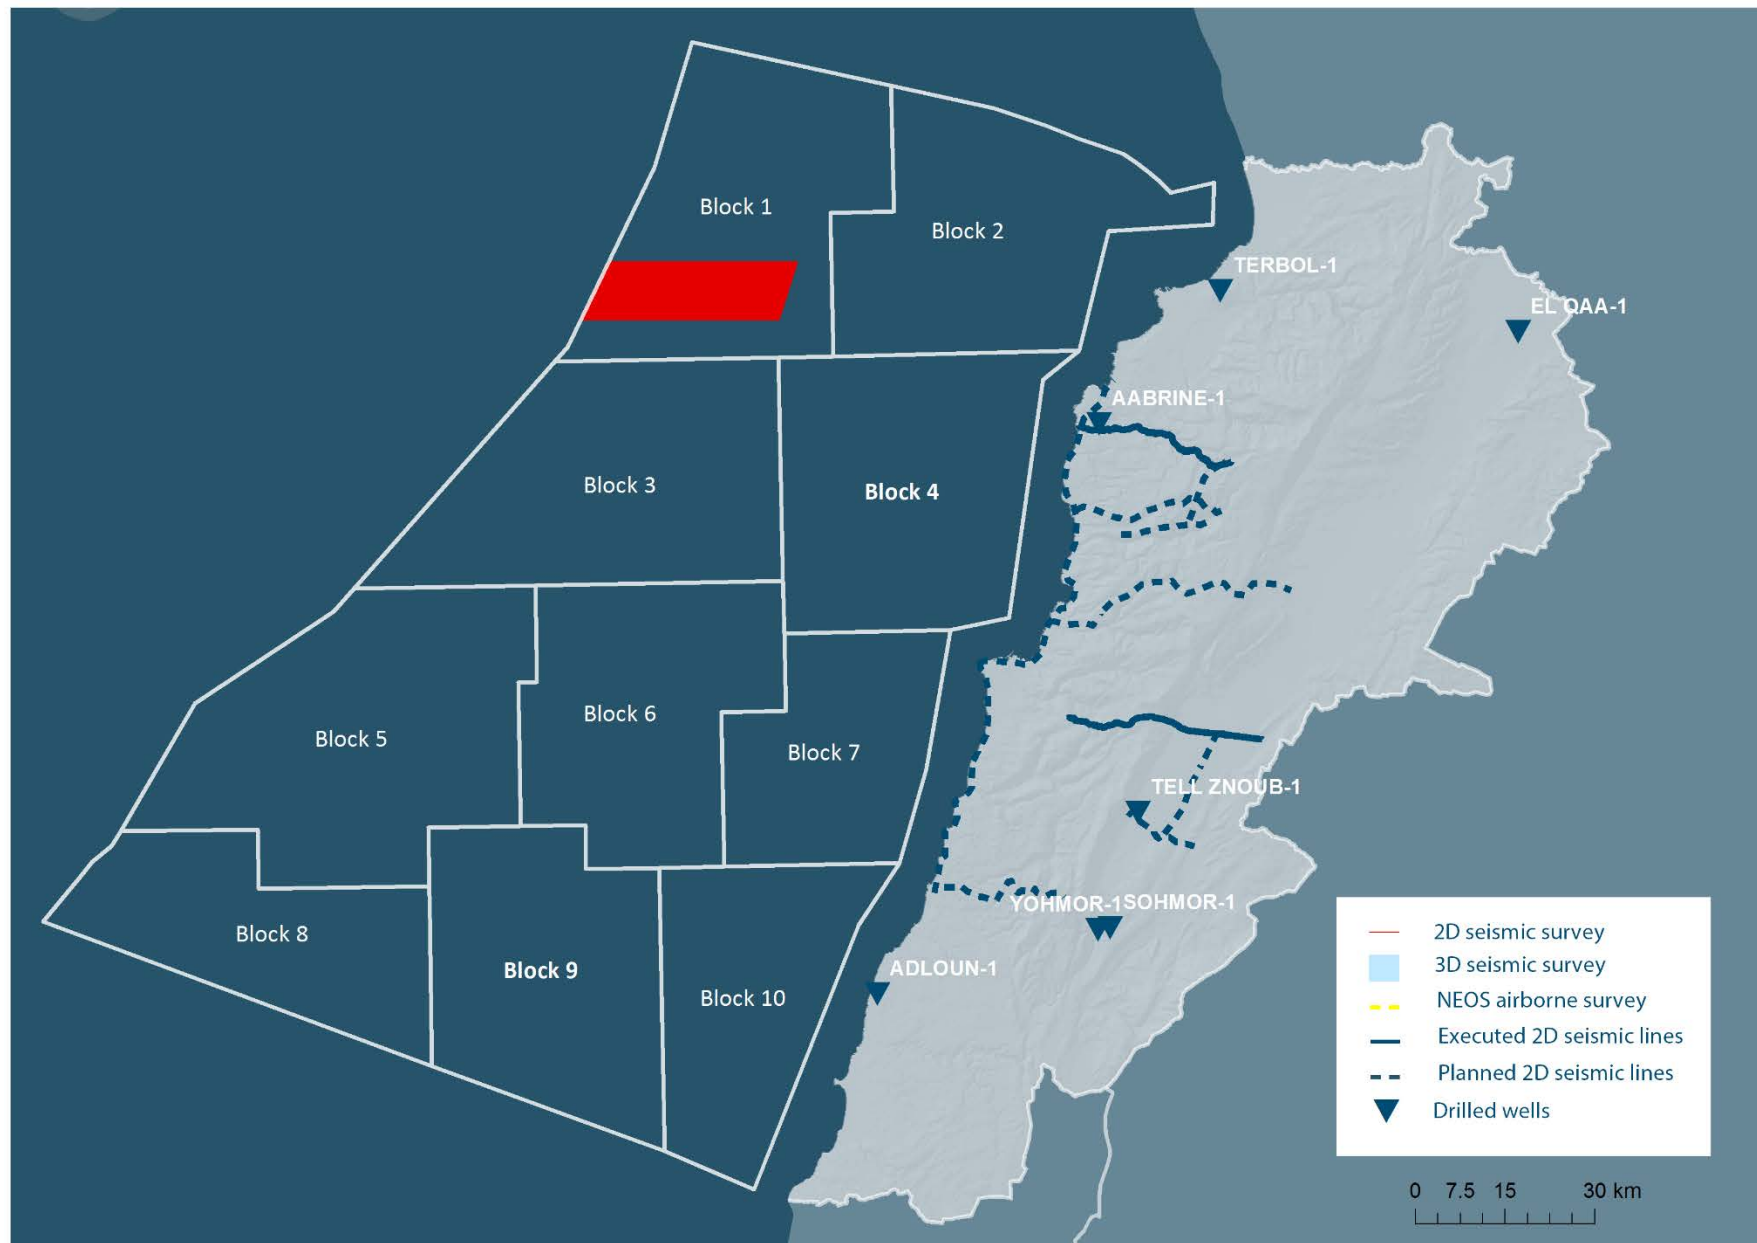 Block 1
Block 2
TERBOL-1
EL QAA-1
AABRINE-1
Block 3
Block 4
Block 6
Block 5
Block 7
TELL ZNOUB-1
YOHMOR-1 SOHMOR-1
Block 8
Block 9
ADLOUN-1
Block 10
2D seismic survey
3D seismic survey
NEOS airborne survey
Executed 2D seismic lines
Planned 2D seismic lines
Drilled wells
0 7.5 15 30 km